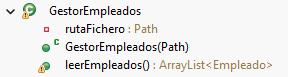 GestorEmpleados
rutaFichero : Path
GestorEmpleados(Path)
leerEmpleados() : ArrayList<Empleado>